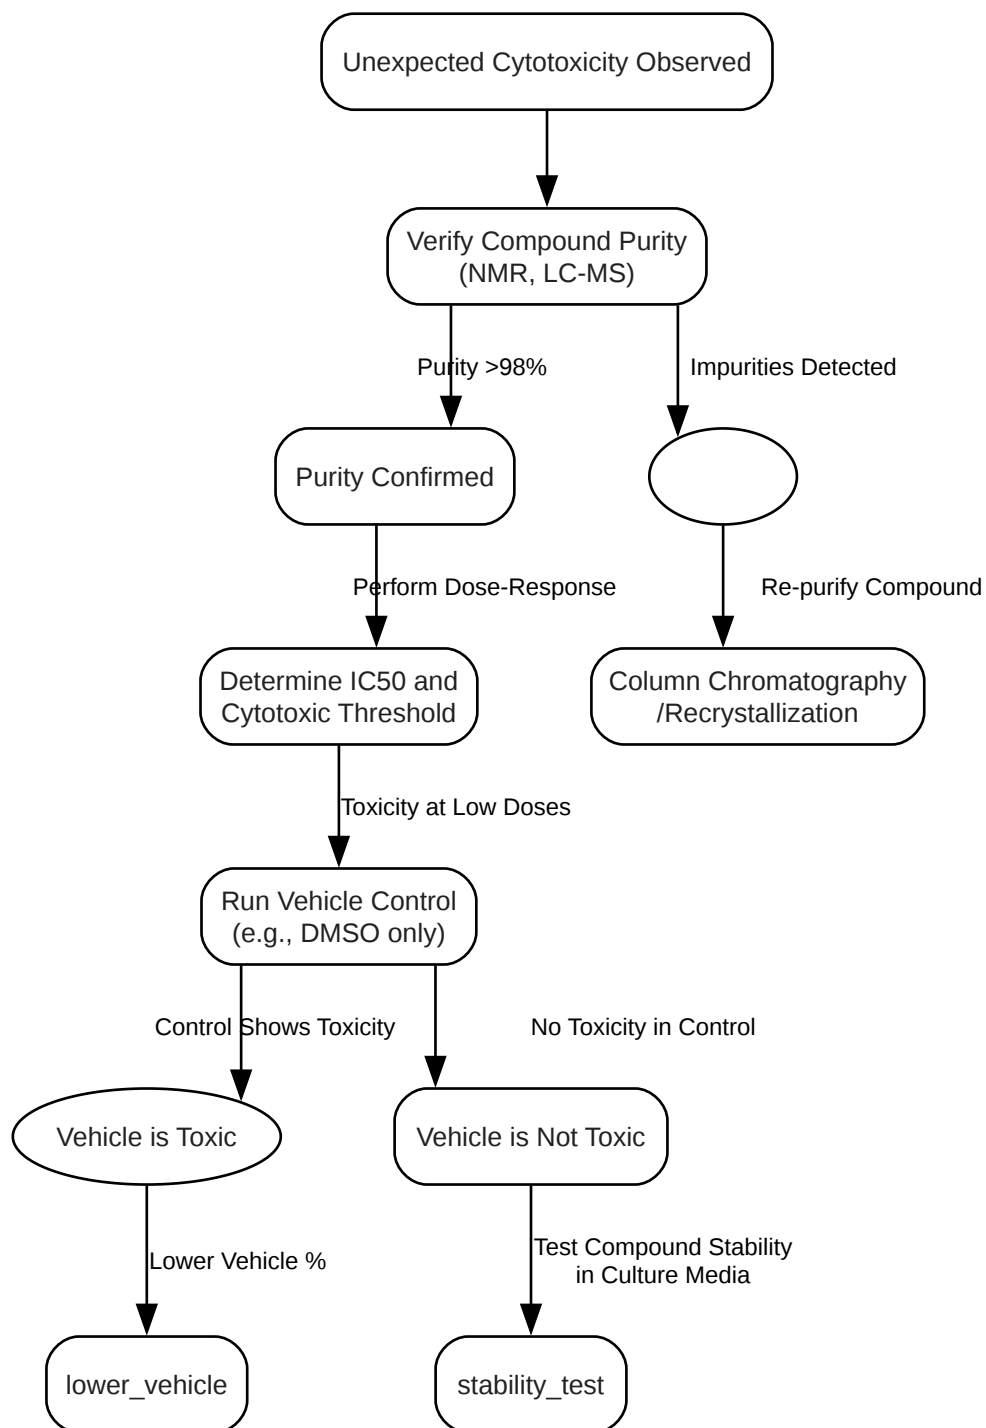 Unexpected Cytotoxicity Observed
Verify Compound Purity
(NMR, LC-MS)
Purity >98%
Impurities Detected
Purity Confirmed
Perform Dose-Response
Re-purify Compound
Determine IC50 and
Cytotoxic Threshold
Column Chromatography
/Recrystallization
Toxicity at Low Doses
Run Vehicle Control
(e.g., DMSO only)
Control Shows Toxicity
No Toxicity in Control
Vehicle is Toxic
Vehicle is Not Toxic
Lower Vehicle %
Test Compound Stability
in Culture Media
lower_vehicle
stability_test